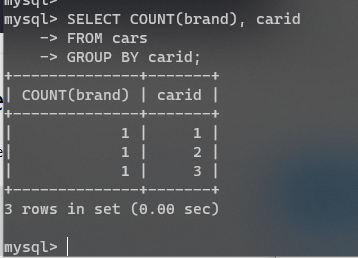 mysql>
mysql> SELECT COUNT(brand), carid
    -> FROM cars
    -> GROUP BY carid;
+--------------+-------+
| COUNT(brand) | carid |
+--------------+-------+
|            1 |     1 |
|            1 |     2 |
|            1 |     3 |
+--------------+-------+
3 rows in set (0.00 sec)
mysql>